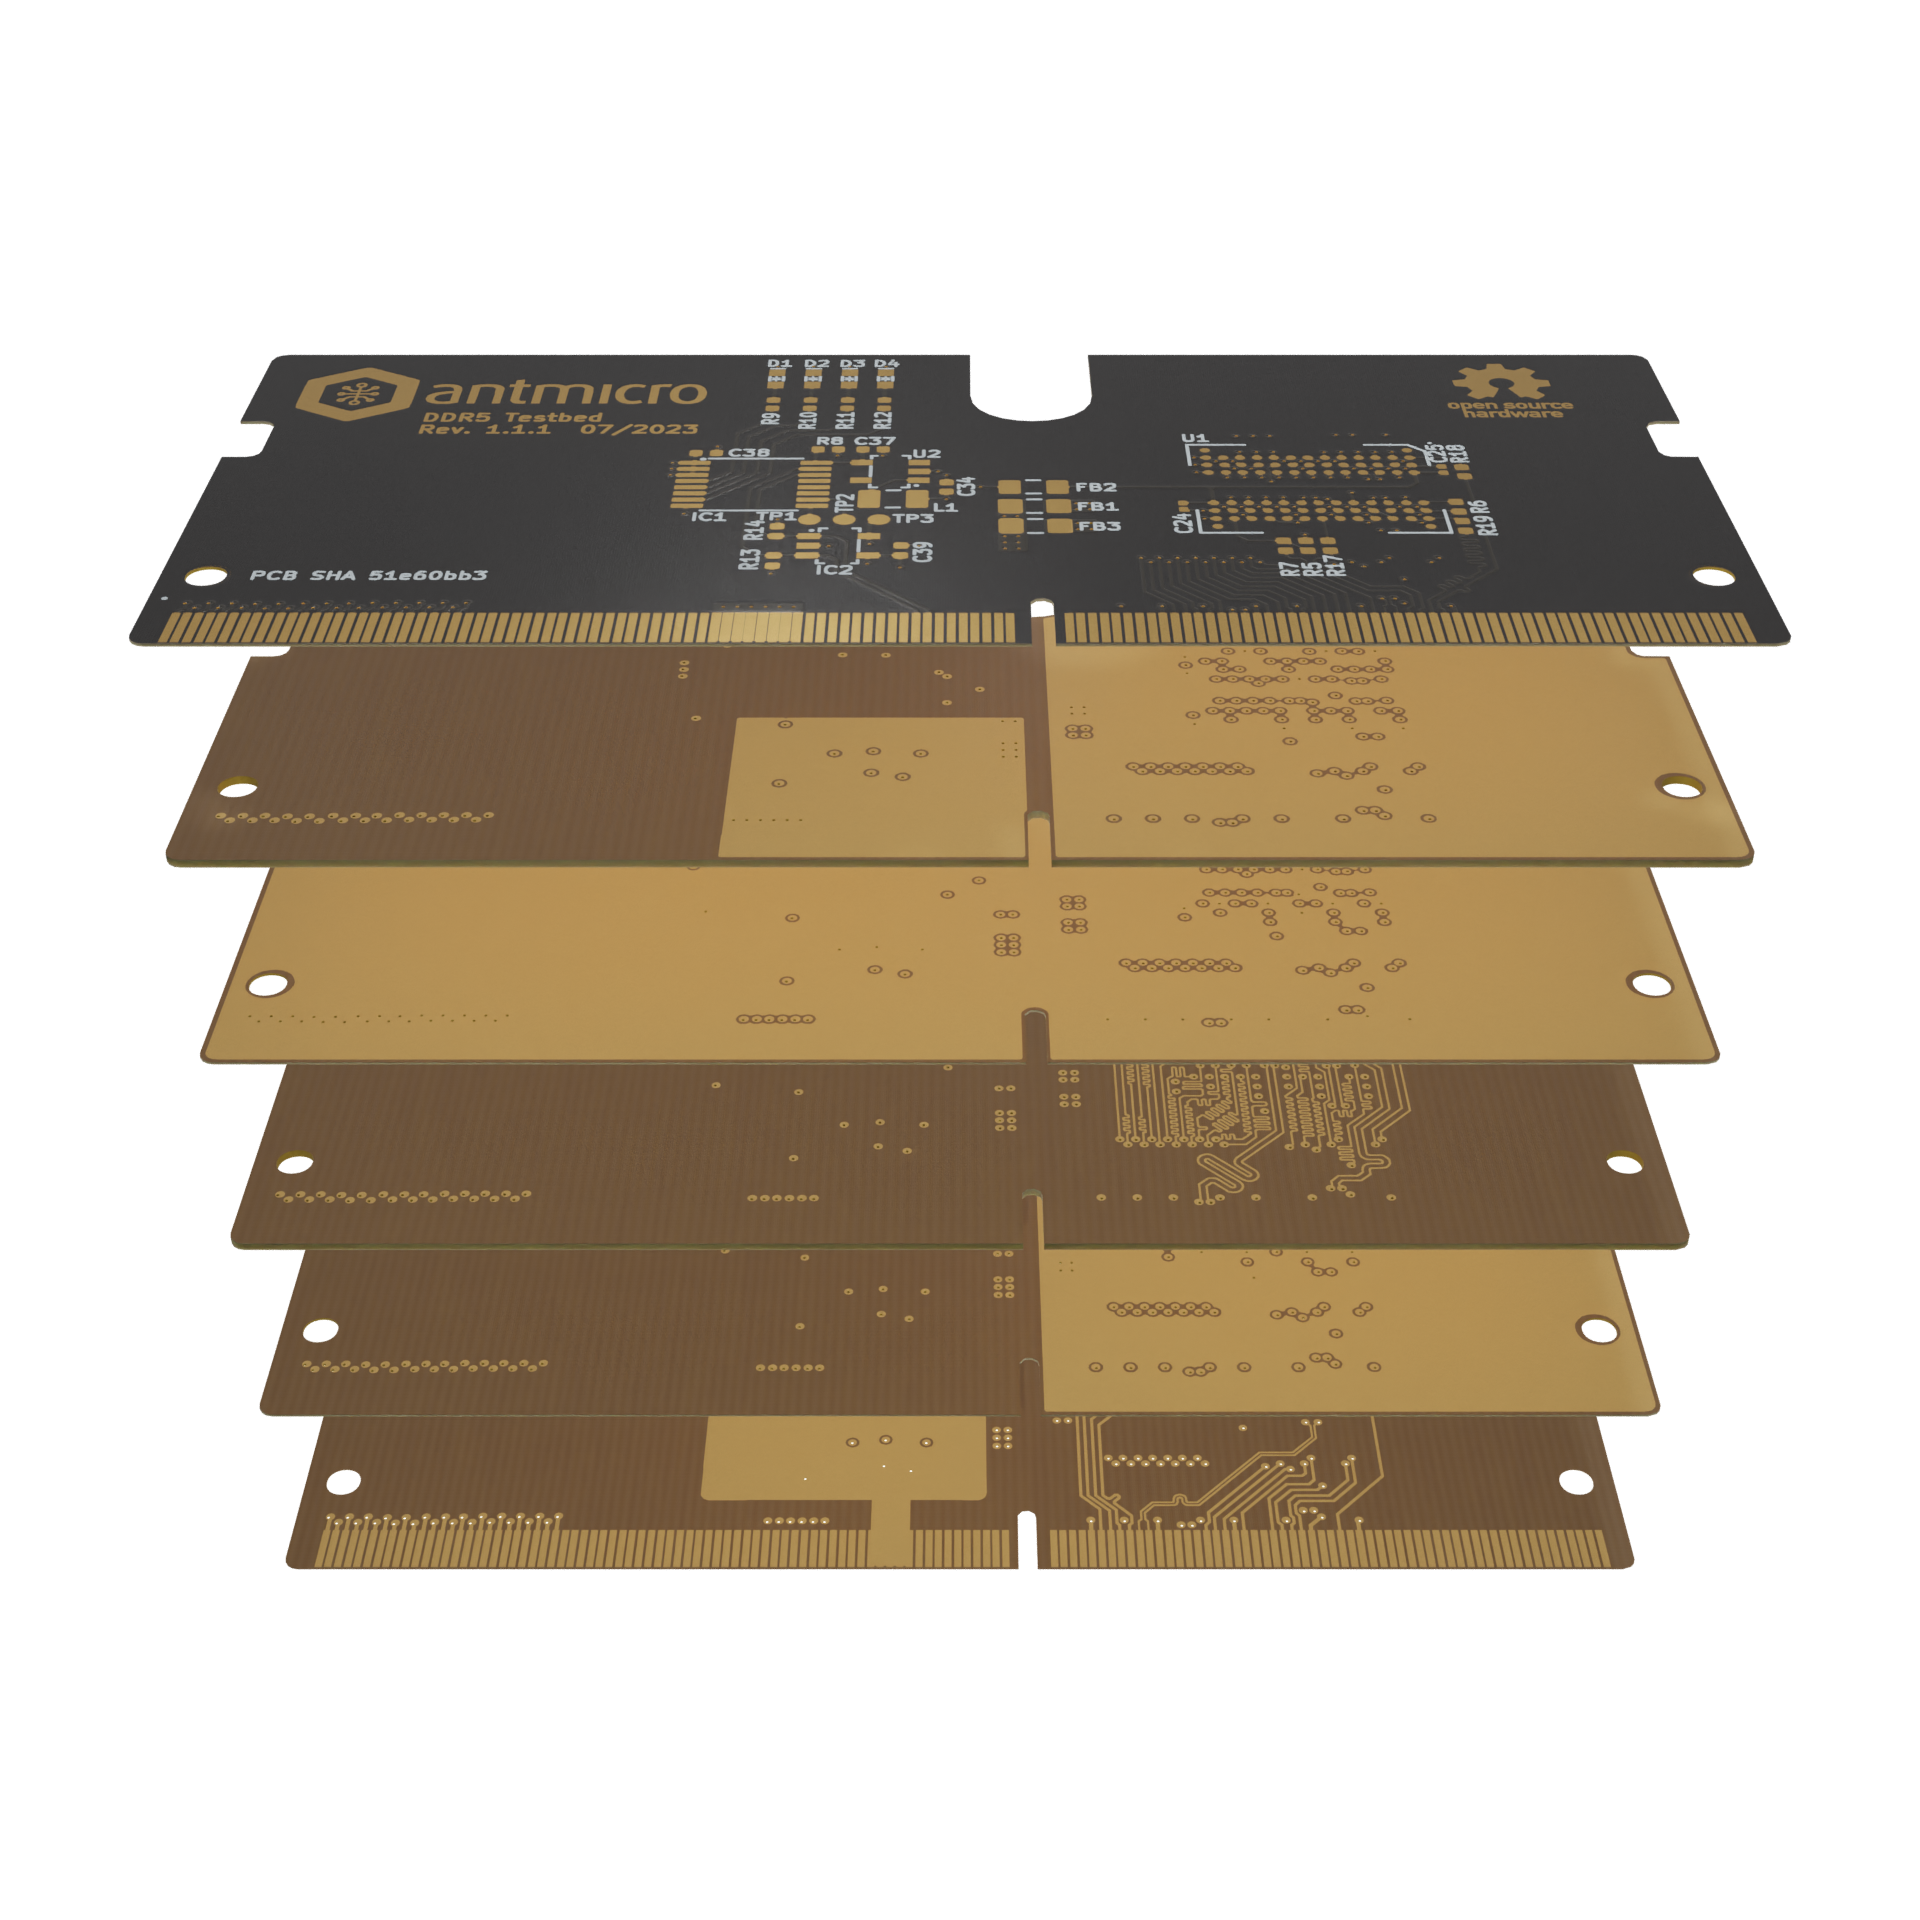 antmicro
DDR5 Testbed
Rev. 1.1.1 07/2023
D1 D2 D3 D4
R9 R10 R11 R12
open source
hardware
R8 C37
C38
U2
U1
C25 R18
C34
TP2
L1
IC1 TP1
TP3
R14
R13
IC2
C39
FB2
FB1
FB3
C24
R6
R19
R7 R5 R17
PCB SHA 51e60bb3